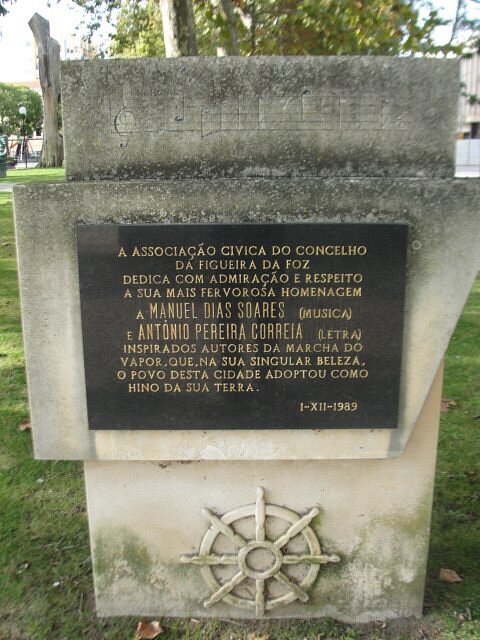 A ASSOCIAÇÃO CIVICA DO CONCELHO
DA FIGUEIRA DA FOZ
DEDICA COM ADMIRAÇÃO E RESPEITO
A SUA MAIS FERVOROSA HOMENAGEM
A MANUEL DIAS SOARES (MUSICA)
E ANTÓNIO PEREIRA CORREIA (LETRA)
INSPIRADOS AUTORES DA MARCHA DO
VAPOR, QUE, NA SUA SINGULAR BELEZA,
O POVO DESTA CIDADE ADOPTOU COMO
HINO DA SUA TERRA.
1-XII-1989